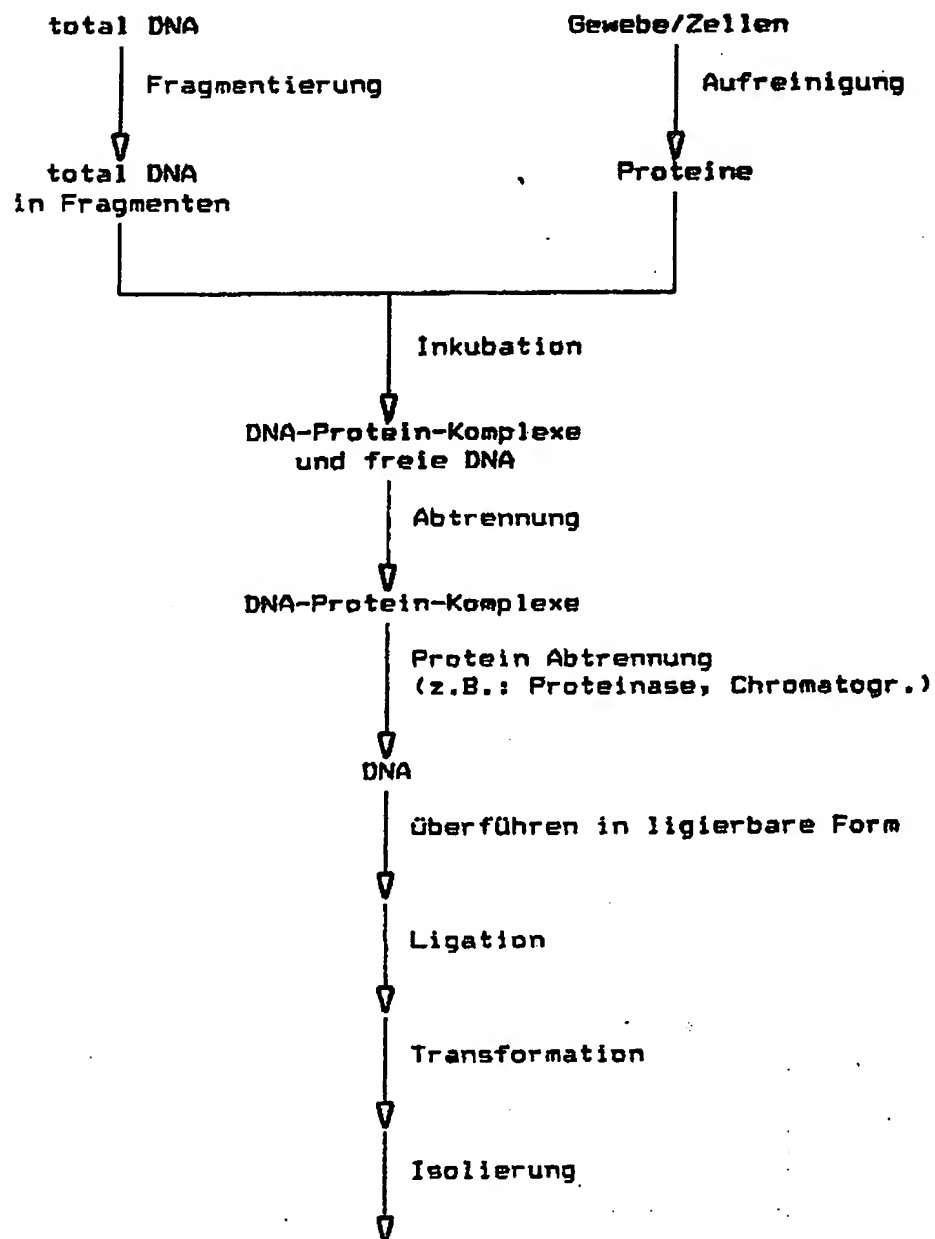 total DNA
Gewebe/Zellen
Fragmentierung
Aufreinigung
total DNA
in Fragmenten
Proteine
Inkubation
DNA-Protein-Komplexe
und freie DNA
Abtrennung
DNA-Protein-Komplexe
Protein Abtrennung
(z.B.: Proteinase, Chromatogr.)
DNA
überführen in ligierbare Form
Ligation
Transformation
Isolierung